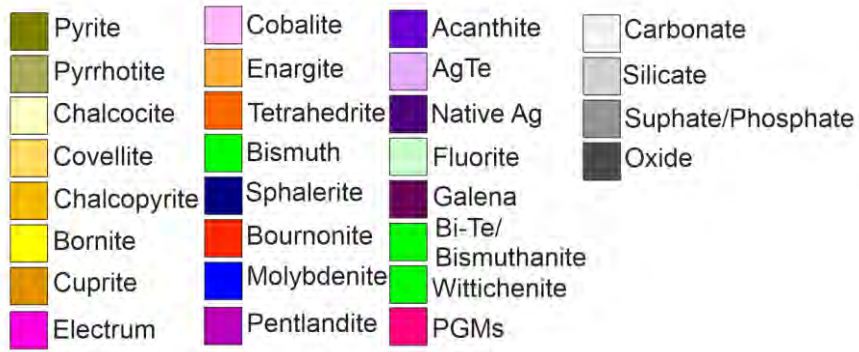 Pyrite
Pyrrhotite
Chalcocite
Covellite
Chalcopyrite
Bornite
Cuprite
Electrum
Cobalite
Enargite
Tetrahedrite
Bismuth
Sphalerite
Bournonite
Molybdenite
Pentlandite
Acanthite
AgTe
Native Ag
Fluorite
Galena
Bi-Te/
Bismuthanite
Wittichenite
PGMs
Carbonate
Silicate
Suphate/Phosphate
Oxide